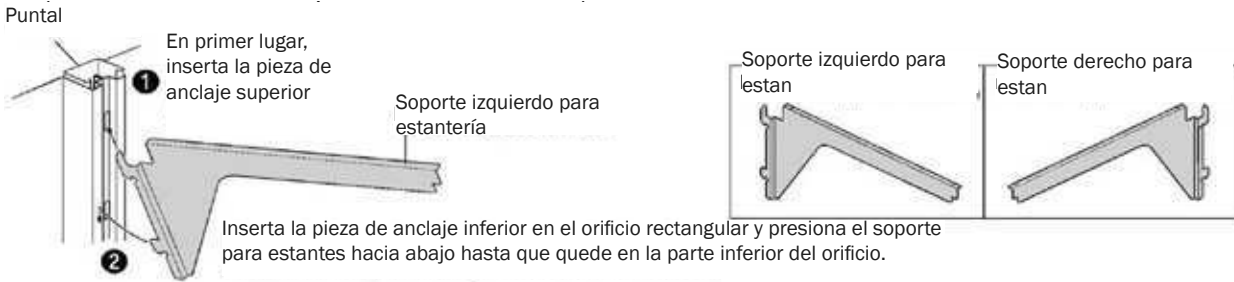 Puntal
En primer lugar,
inserta la pieza de
anclaje superior
1
Soporte izquierdo para
estantería
Soporte izquierdo para
estan
Soporte derecho para
estan
Inserta la pieza de anclaje inferior en el orificio rectangular y presiona el soporte
para estantes hacia abajo hasta que quede en la parte inferior del orificio.
2